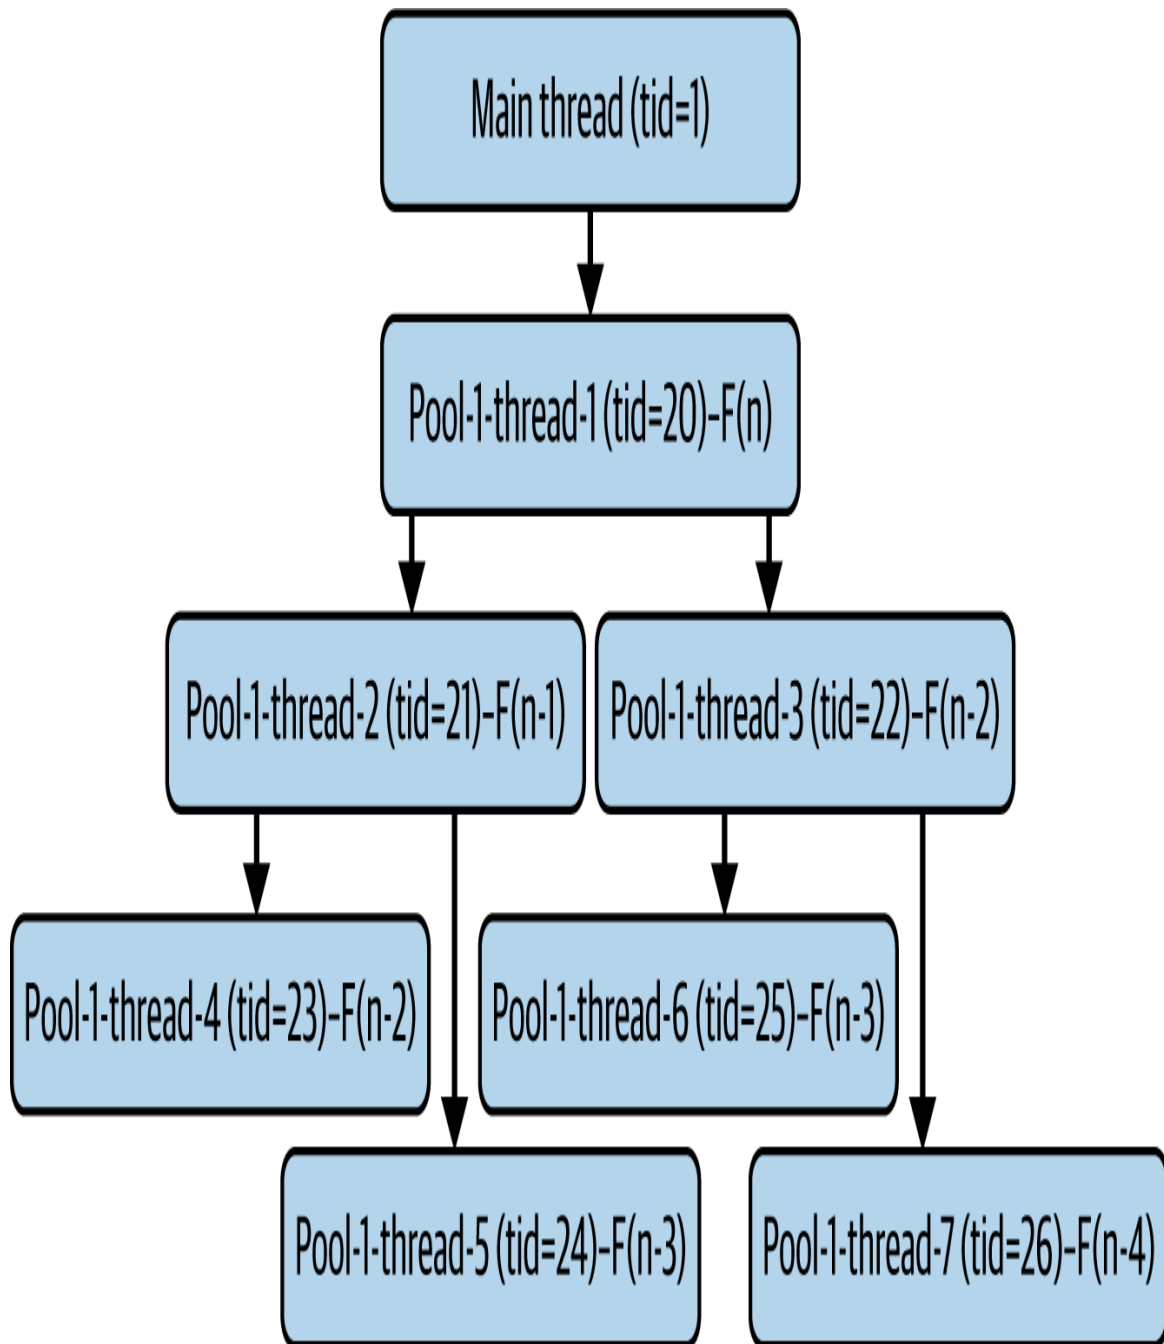 Main thread (tid=1)
Pool-1-thread-1 (tid=20)–F(n)
Pool-1-thread-2 (tid=21)–F(n-1)
Pool-1-thread-3 (tid=22)–F(n-2)
Pool-1-thread-4 (tid=23)–F(n-2)
Pool-1-thread-6 (tid=25)–F(n-3)
Pool-1-thread-5 (tid=24)–F(n-3)
Pool-1-thread-7 (tid=26)–F(n-4)